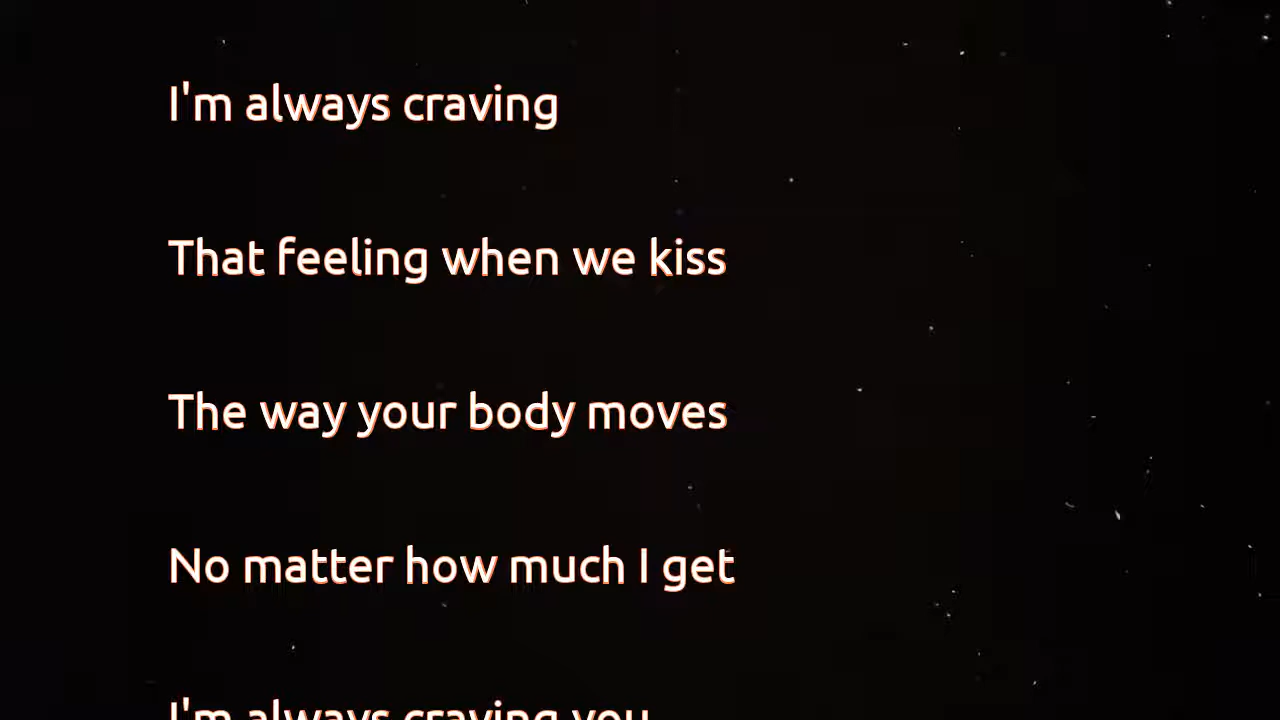 I'm always craving
That feeling when we kiss
The way your body moves
No matter how much I get
I'm always craving you